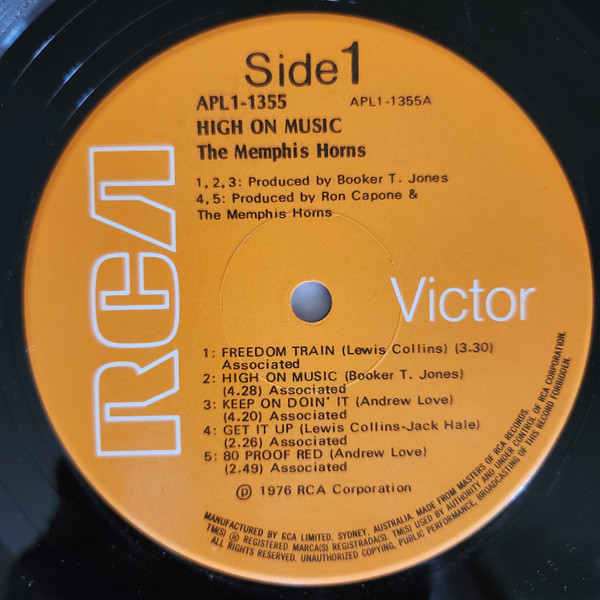 Side 1
APL1-1355 APL1-1355A
HIGH ON MUSIC
The Memphis Horns
1, 2, 3: Produced by Booker T. Jones
4, 5: Produced by Ron Capone &
The Memphis Horns
RCA
Victor
1: FREEDOM TRAIN (Lewis Collins) (3.30)
Associated
2: HIGH ON MUSIC (Booker T. Jones)
(4.28) Associated
3: KEEP ON DOIN' IT (Andrew Love)
(4.20) Associated
4: GET IT UP (Lewis Collins-Jack Hale)
(2.26) Associated
5: 80 PROOF RED (Andrew Love)
(2.49) Associated
℗ 1976 RCA Corporation
MANUFACTURED BY RCA LIMITED, SYDNEY, AUSTRALIA. MADE FROM MASTERS OF RCA RECORDS.
TM(S) ® REGISTERED MARCA(S) REGISTRADA(S). TM(S) USED BY AUTHORITY AND UNDER CONTROL OF RCA CORPORATION.
ALL RIGHTS RESERVED. UNAUTHORIZED COPYING, PUBLIC PERFORMANCE, BROADCASTING OF THIS RECORD FORBIDDEN.